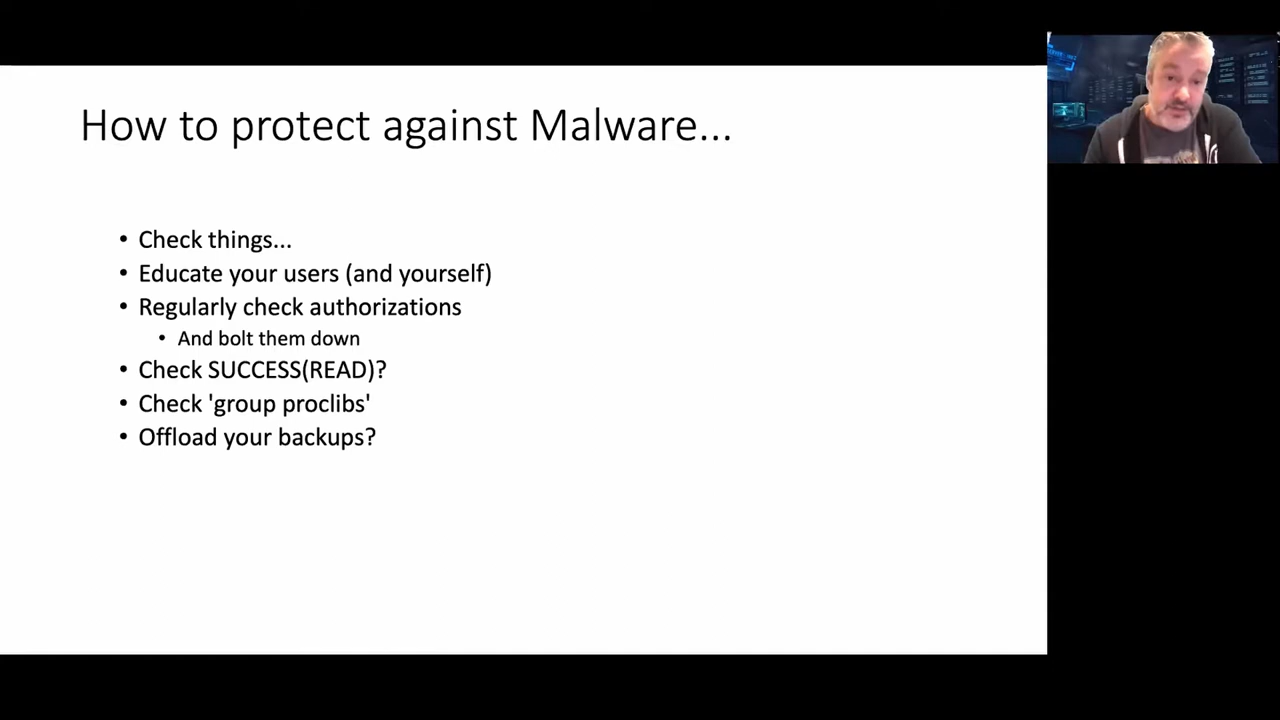 How to protect against Malware...
• Check things...
• Educate your users (and yourself)
• Regularly check authorizations
• And bolt them down
• Check SUCCESS(READ)?
• Check 'group proclibs'
• Offload your backups?